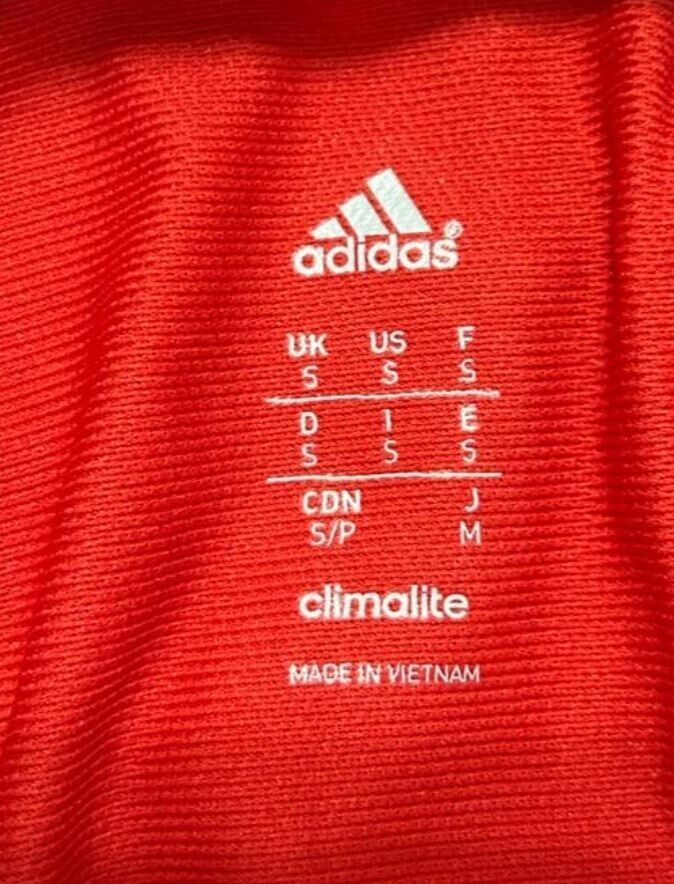 adidas®
UK US F
S S S
D I E
S S S
CDN J
S/P M
climalite
MADE IN VIETNAM